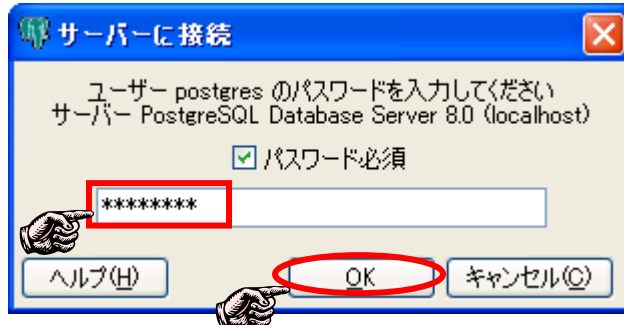 サーバーに接続
ユーザー postgres のパスワードを入力してください
サーバー PostgreSQL Database Server 8.0 (localhost)
パスワード必須
********
ヘルプ(H)
OK
キャンセル(C)